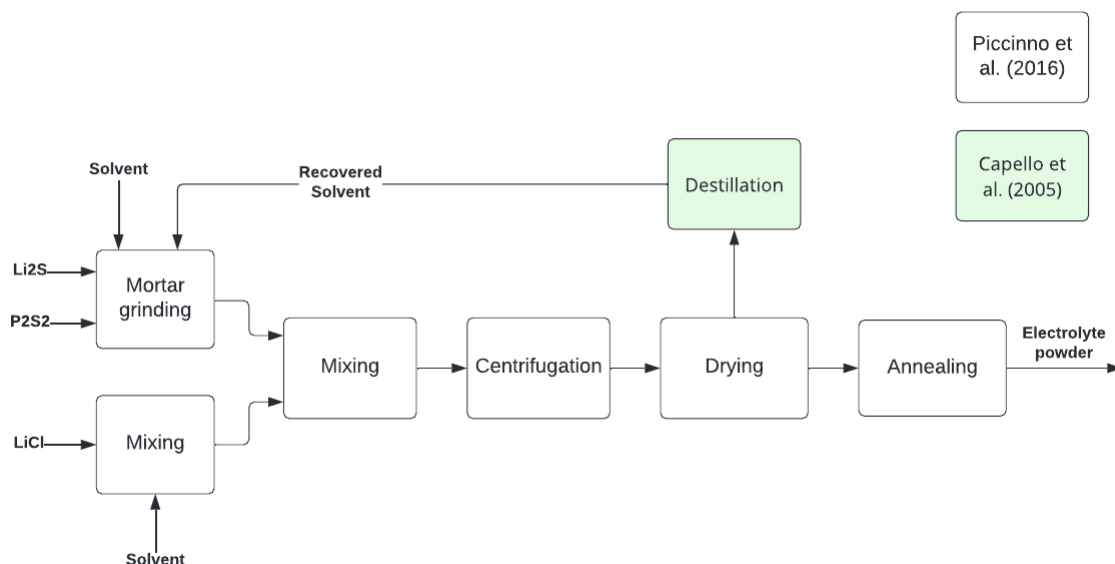 Piccinno et
al. (2016)
Capello et
al. (2005)
Solvent
Recovered
Solvent
Destillation
Li2S
P2S2
Mortar
grinding
Mixing
Centrifugation
Drying
Annealing
Electrolyte
powder
LiCl
Mixing
Solvent